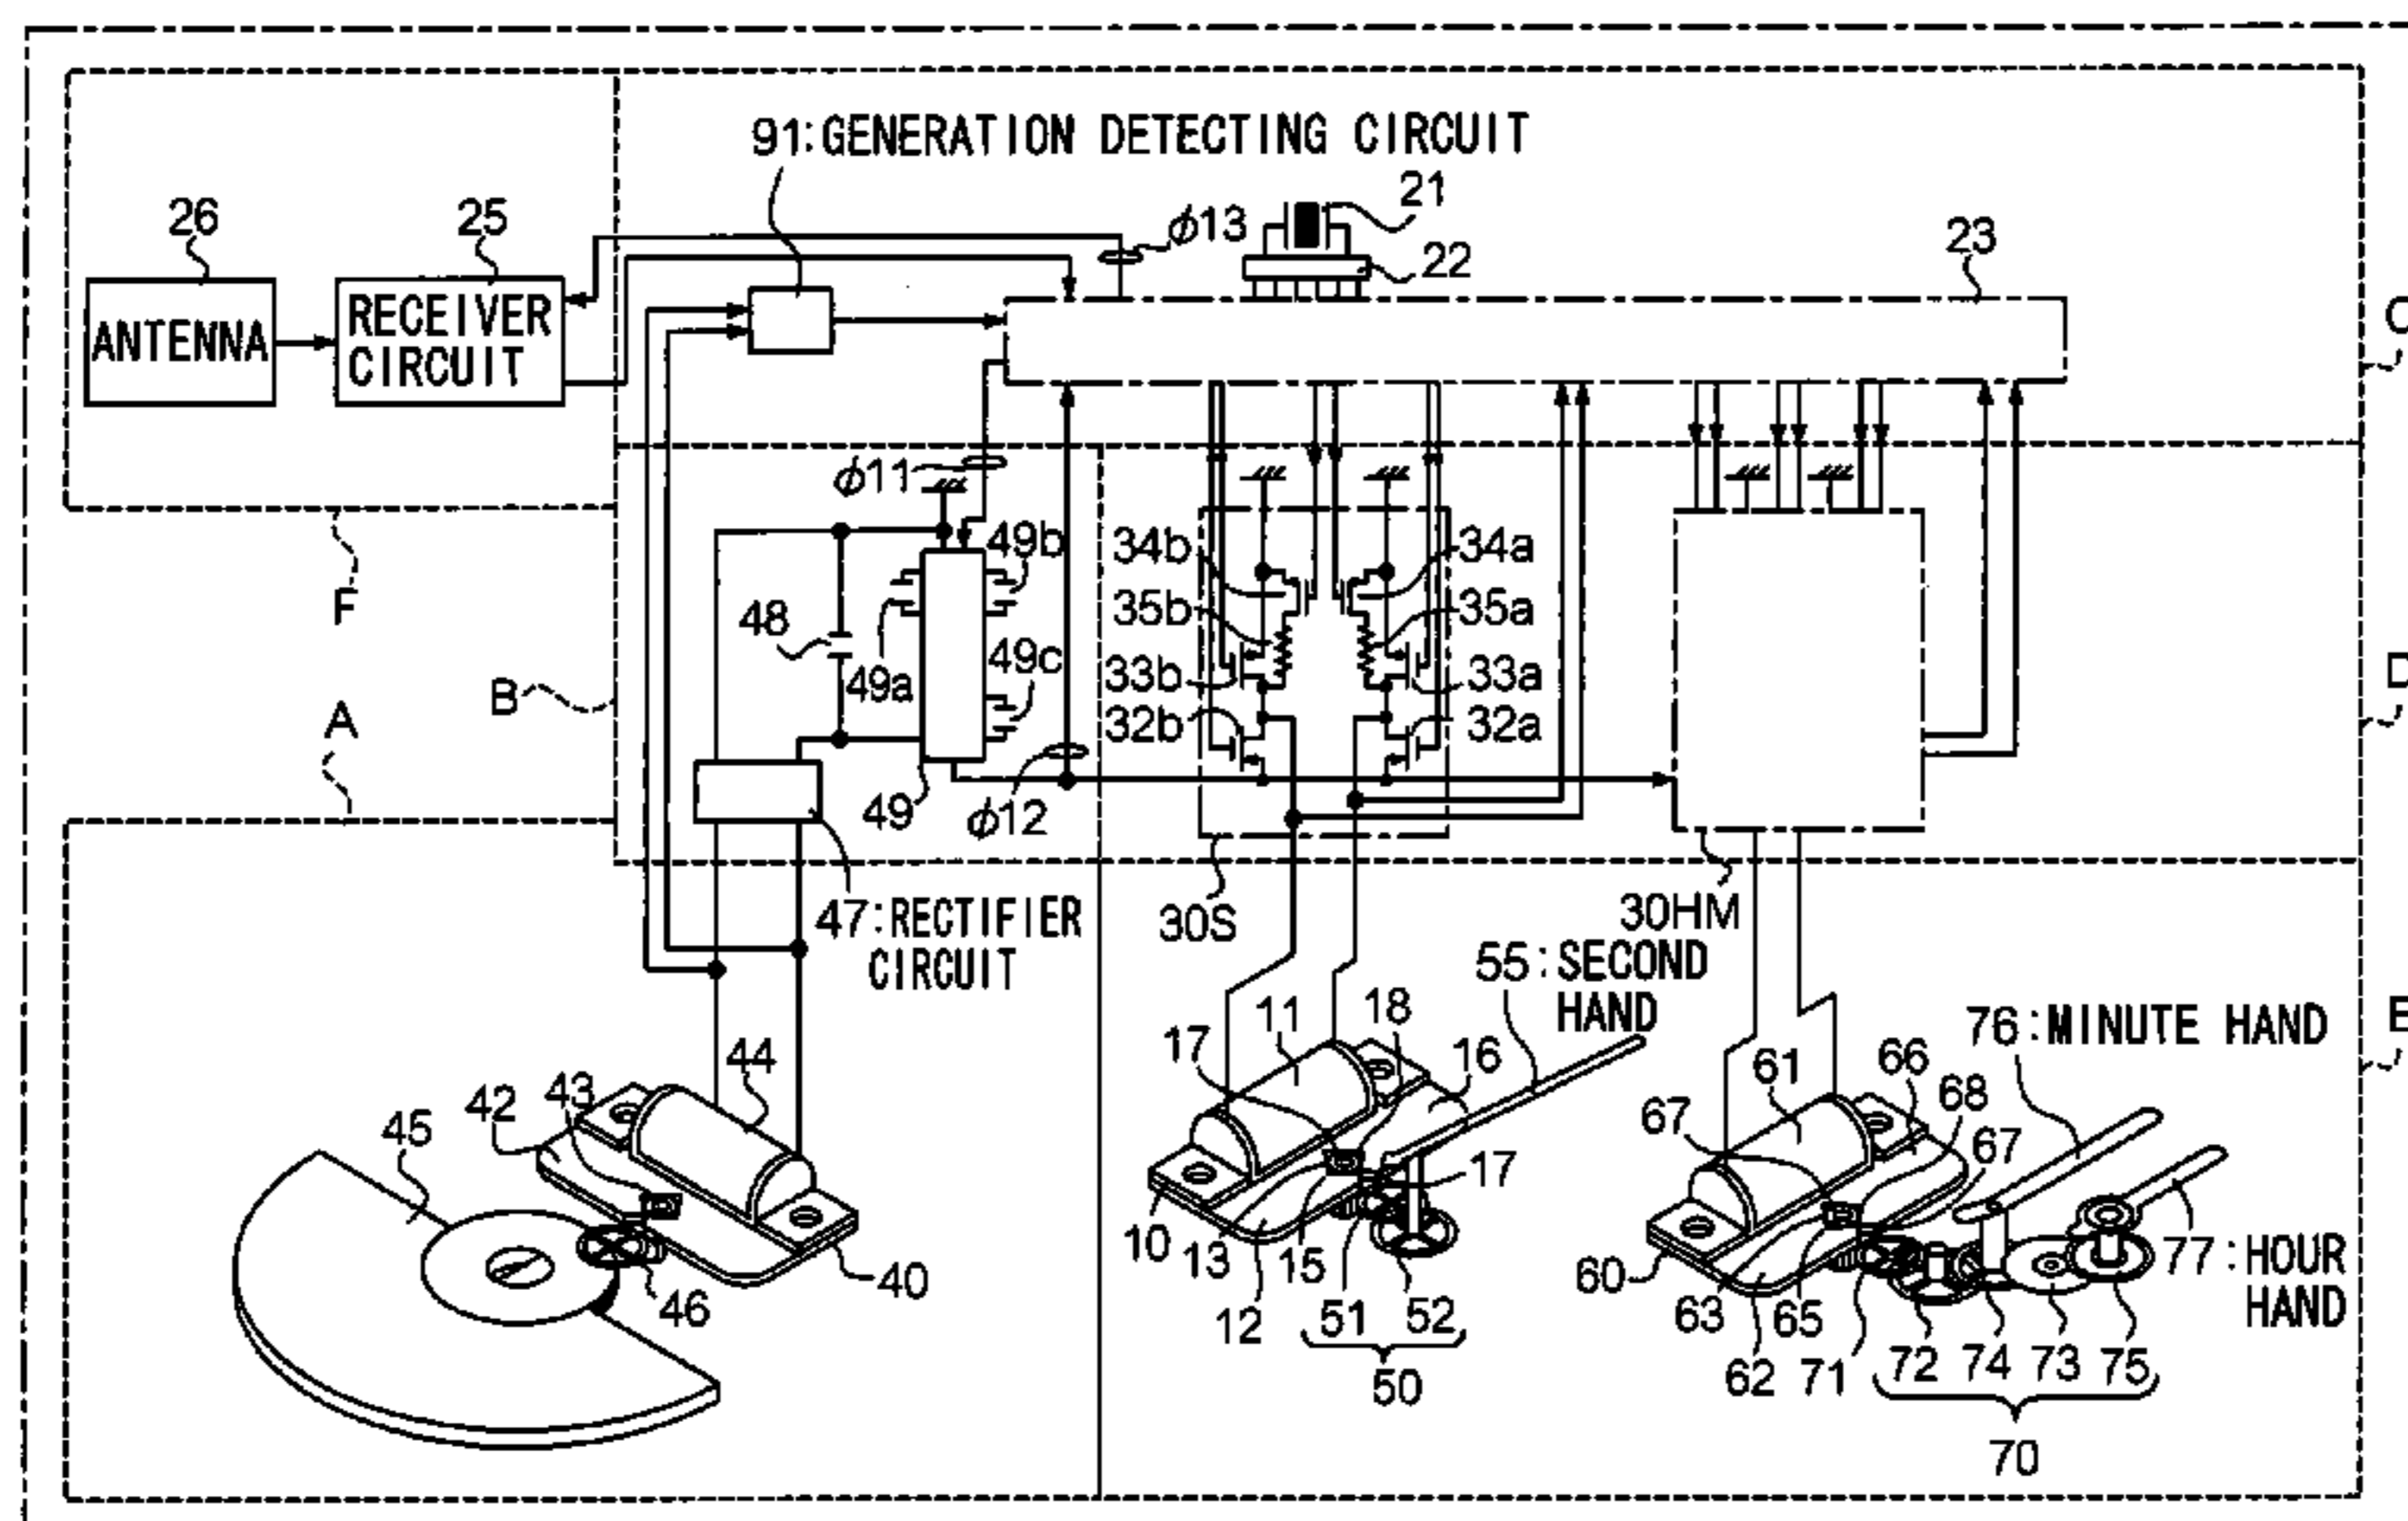 91:GENERATION DETECTING CIRCUIT
26
25
φ13
21
22
23
ANTENNA
RECEIVER
CIRCUIT
C
φ11
49b
34b
34a
F
48
35b
35a
49a
49c
33b
33a
B
D
A
32b
32a
49
φ12
47:RECTIFIER
CIRCUIT
30S
30HM
55:SECOND
HAND
76:MINUTE HAND
E
44
43
42
45
17
11
18
16
61
66
68
67
67
17
46
40
10
13
15
12
51
52
50
60
63
65
62
71
72
74
73
75
77:HOUR
HAND
70